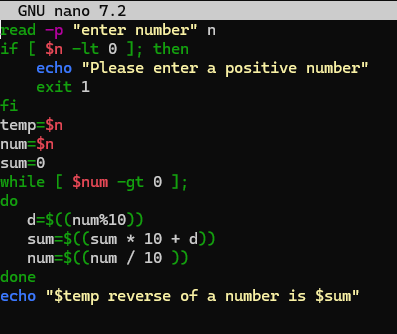 GNU nano 7.2
read -p "enter number" n
if [ $n -lt 0 ]; then
    echo "Please enter a positive number"
    exit 1
fi
temp=$n
num=$n
sum=0
while [ $num -gt 0 ];
do
   d=$((num%10))
   sum=$((sum * 10 + d))
   num=$((num / 10 ))
done
echo "$temp reverse of a number is $sum"